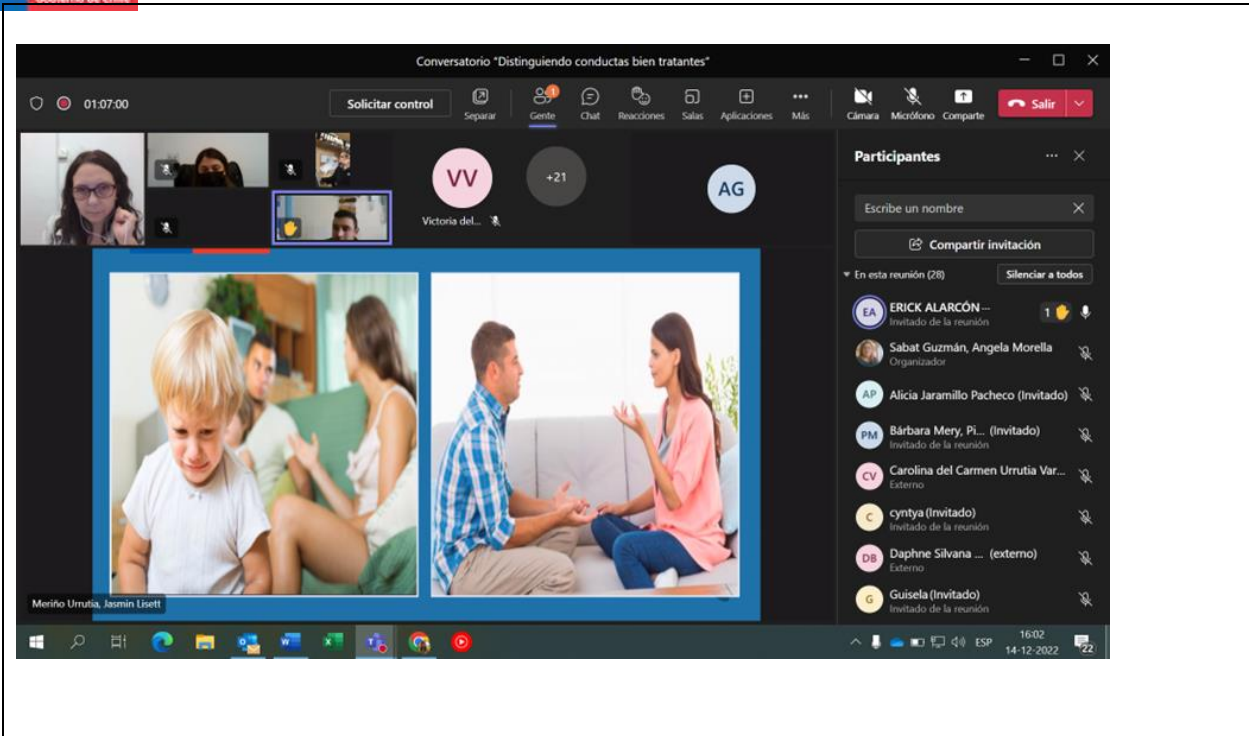 Gobierno de Chile
Conversatorio "Distinguiendo conductas bien tratantes"
01:07:00
Solicitar control
Separar
1
Gente
Chat
Reacciones
Salas
Aplicaciones
Más
Cámara
Micrófono
Comparte
Salir
VV
Victoria del...
+21
AG
Meriño Urrutia, Jasmin Lisett
Participantes
Escribe un nombre
Compartir invitación
En esta reunión (28)
Silenciar a todos
EA
ERICK ALARCÓN ...
1
Invitado de la reunión
Sabat Guzmán, Angela Morella
Organizador
AP
Alicia Jaramillo Pacheco (Invitado)
PM
Bárbara Mery, Pi... (Invitado)
Invitado de la reunión
CV
Carolina del Carmen Urrutia Var...
Externo
C
cyntya (Invitado)
Invitado de la reunión
DB
Daphne Silvana ... (externo)
Externo
G
Guisela (Invitado)
Invitado de la reunión
ESP
16:02
14-12-2022
22